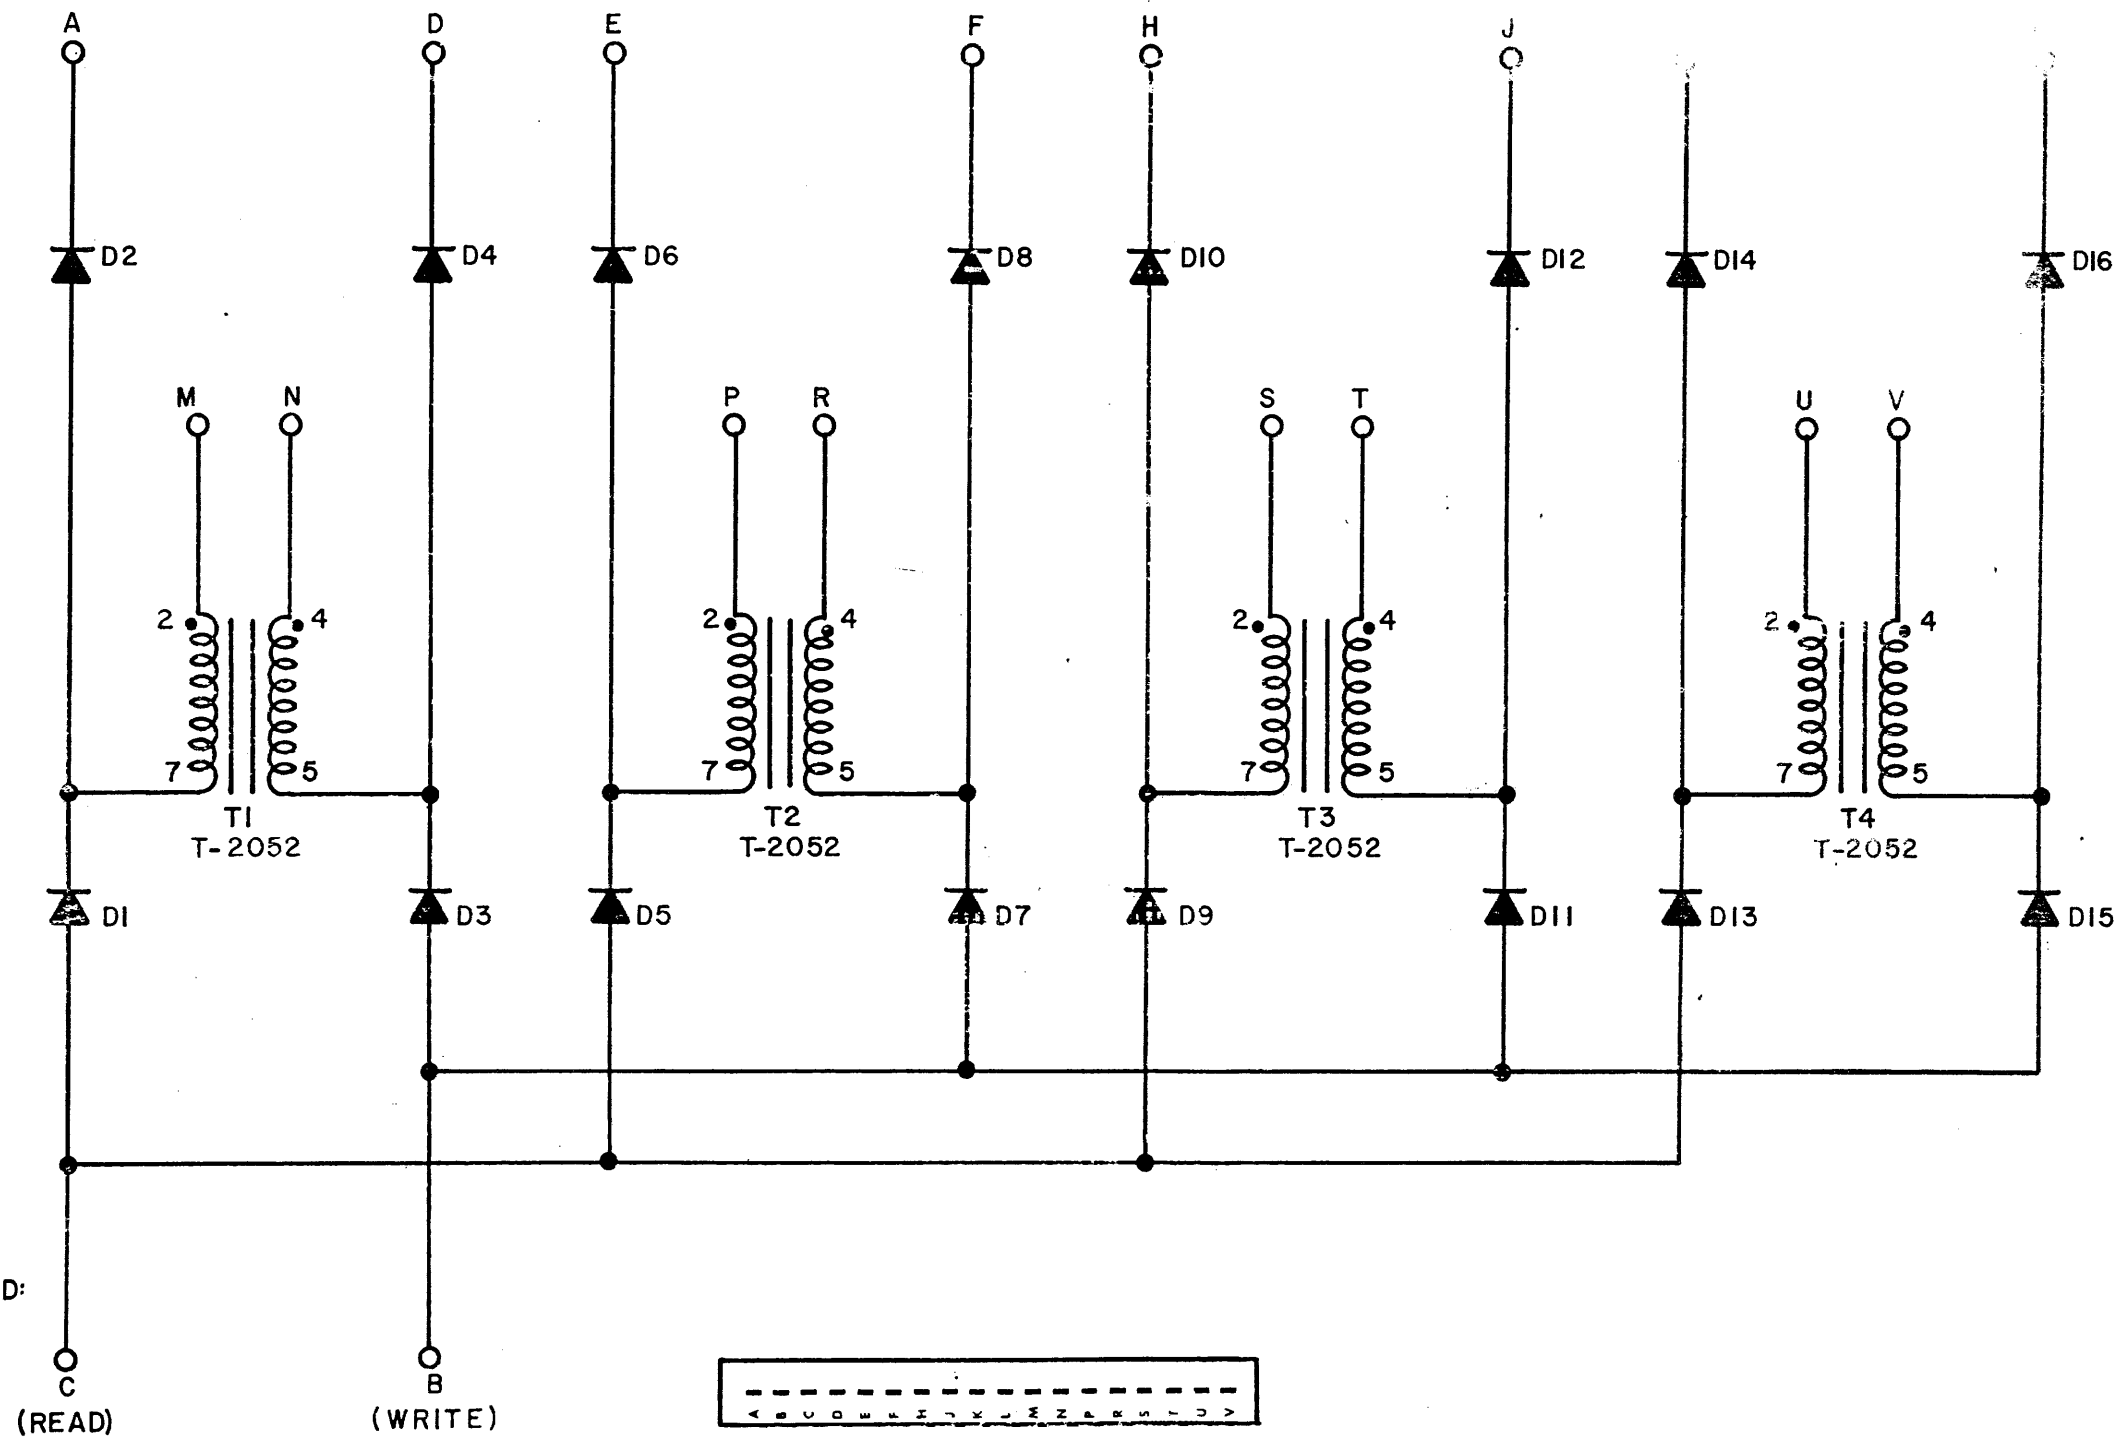 A D E F H J
D2 D4 D6 D8 D10 D12 D14 D16
M N P R S T U V
2 4 2 4 2 4 2 4
7 5 7 5 7 5 7 5
T1 T2 T3 T4
T-2052 T-2052 T-2052 T-2052
D1 D3 D5 D7 D9 D11 D13 D15
D:
C B
(READ) (WRITE)
A B C D E F H J K L M N P R S T U V